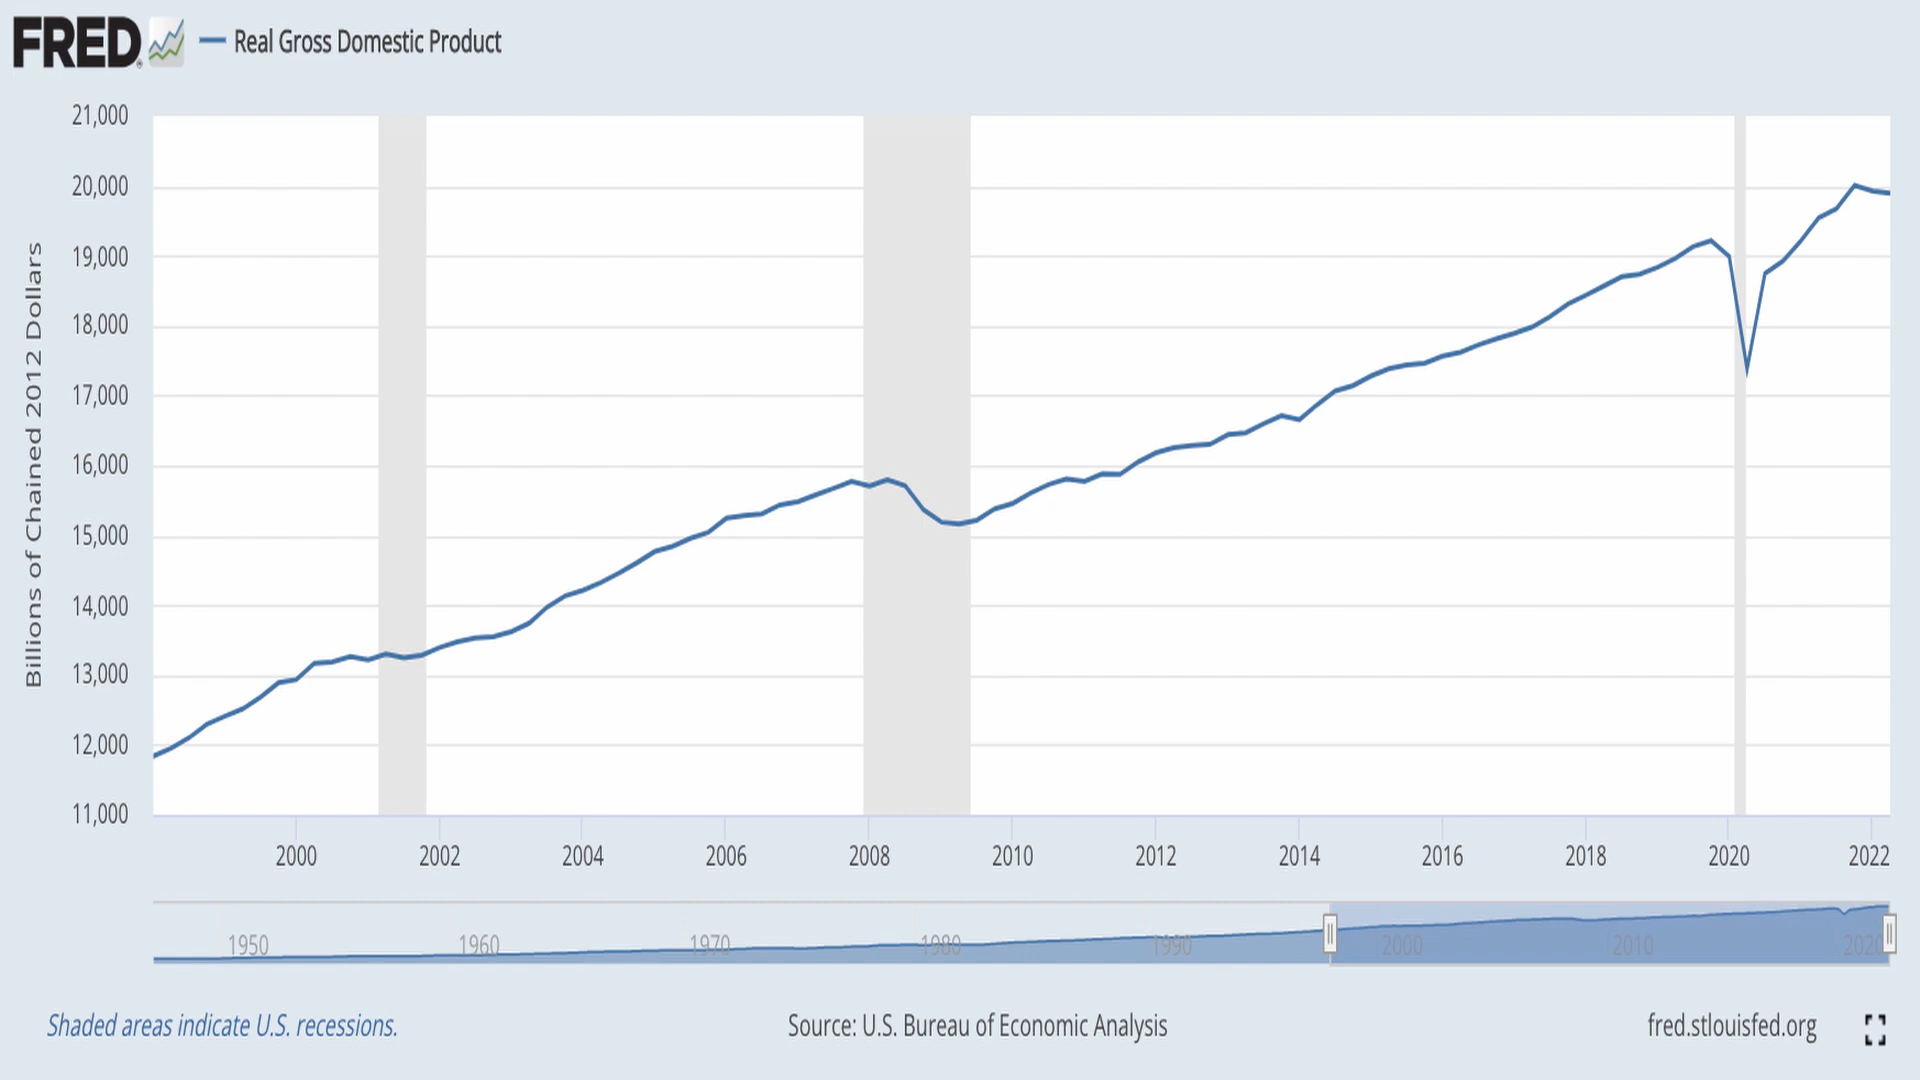 FRED
Real Gross Domestic Product
Billions of Chained 2012 Dollars
21,000
20,000
19,000
18,000
17,000
16,000
15,000
14,000
13,000
12,000
11,000
2000 2002 2004 2006 2008 2010 2012 2014 2016 2018 2020 2022
1950 1960 1970 1980 1990 2000 2010 2020
Shaded areas indicate U.S. recessions.
Source: U.S. Bureau of Economic Analysis
fred.stlouisfed.org